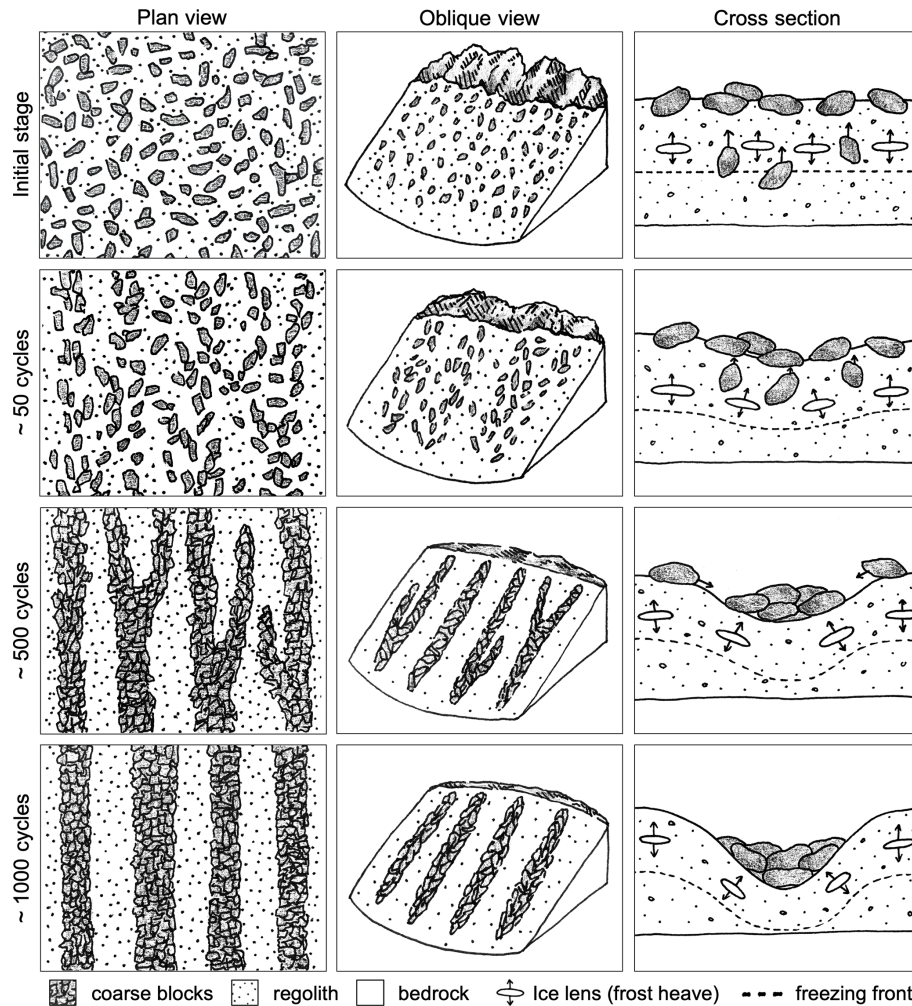 Plan view
Oblique view
Cross section
Initial stage
~ 50 cycles
~ 500 cycles
~ 1000 cycles
coarse blocks
regolith
bedrock
Ice lens (frost heave)
freezing front